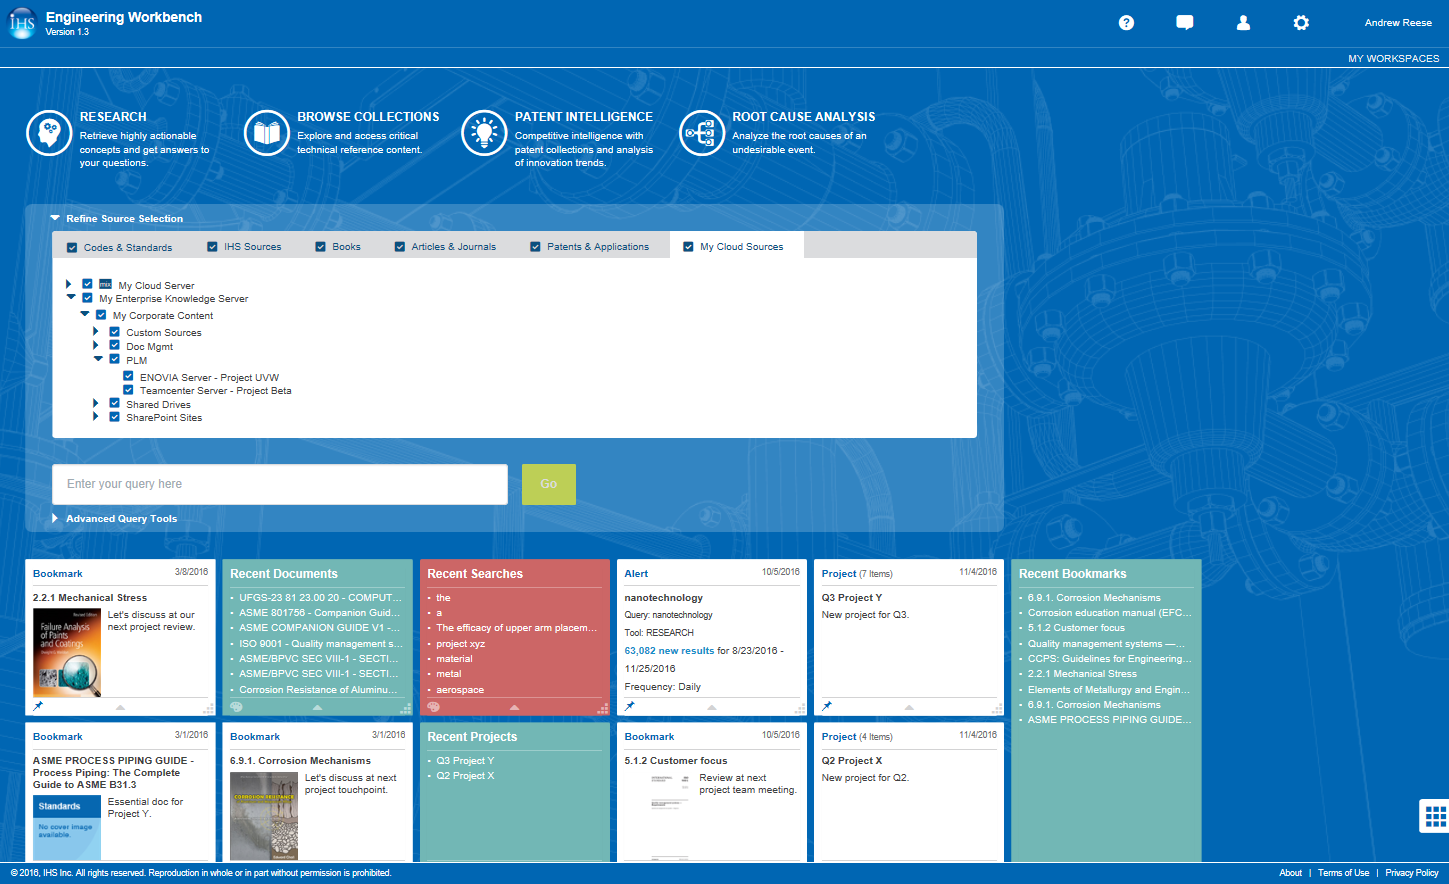 IHS
Engineering Workbench
Version 1.3
Andrew Reese
MY WORKSPACES
RESEARCH
Retrieve highly actionable
concepts and get answers to
your questions.
BROWSE COLLECTIONS
Explore and access critical
technical reference content.
PATENT INTELLIGENCE
Competitive intelligence with
patent collections and analysis
of innovation trends.
ROOT CAUSE ANALYSIS
Analyze the root causes of an
undesirable event.
Refine Source Selection
Codes & Standards
IHS Sources
Books
Articles & Journals
Patents & Applications
My Cloud Sources
mix My Cloud Server
My Enterprise Knowledge Server
My Corporate Content
Custom Sources
Doc Mgmt
PLM
ENOVIA Server - Project UVW
Teamcenter Server - Project Beta
Shared Drives
SharePoint Sites
Enter your query here
Go
Advanced Query Tools
Bookmark 3/8/2016
2.2.1 Mechanical Stress
Let's discuss at our
next project review.
Failure Analysis
of Paints
and Coatings
Recent Documents
UFGS-23 81 23.00 20 - COMPUT...
ASME 801756 - Companion Guid...
ASME COMPANION GUIDE V1 -...
ISO 9001 - Quality management s...
ASME/BPVC SEC VIII-1 - SECTI...
ASME/BPVC SEC VIII-1 - SECTI...
Corrosion Resistance of Aluminu...
Recent Searches
the
a
The efficacy of upper arm placem...
project xyz
material
metal
aerospace
Alert 10/5/2016
nanotechnology
Query: nanotechnology
Tool: RESEARCH
63,082 new results for 8/23/2016 -
11/25/2016
Frequency: Daily
Project (7 Items) 11/4/2016
Q3 Project Y
New project for Q3.
Recent Bookmarks
6.9.1. Corrosion Mechanisms
Corrosion education manual (EFC...
5.1.2 Customer focus
Quality management systems —...
CCPS: Guidelines for Engineering...
2.2.1 Mechanical Stress
Elements of Metallurgy and Engin...
6.9.1. Corrosion Mechanisms
ASME PROCESS PIPING GUIDE...
Bookmark 3/1/2016
ASME PROCESS PIPING GUIDE -
Process Piping: The Complete
Guide to ASME B31.3
Standards
No cover image
available.
Essential doc for
Project Y.
Bookmark 3/1/2016
6.9.1. Corrosion Mechanisms
CORROSION RESISTANCE
Let's discuss at next
project touchpoint.
Recent Projects
Q3 Project Y
Q2 Project X
Bookmark 10/5/2016
5.1.2 Customer focus
Review at next
project team meeting.
Project (4 Items) 11/4/2016
Q2 Project X
New project for Q2.
© 2016, IHS Inc. All rights reserved. Reproduction in whole or in part without permission is prohibited.
About | Terms of Use | Privacy Policy